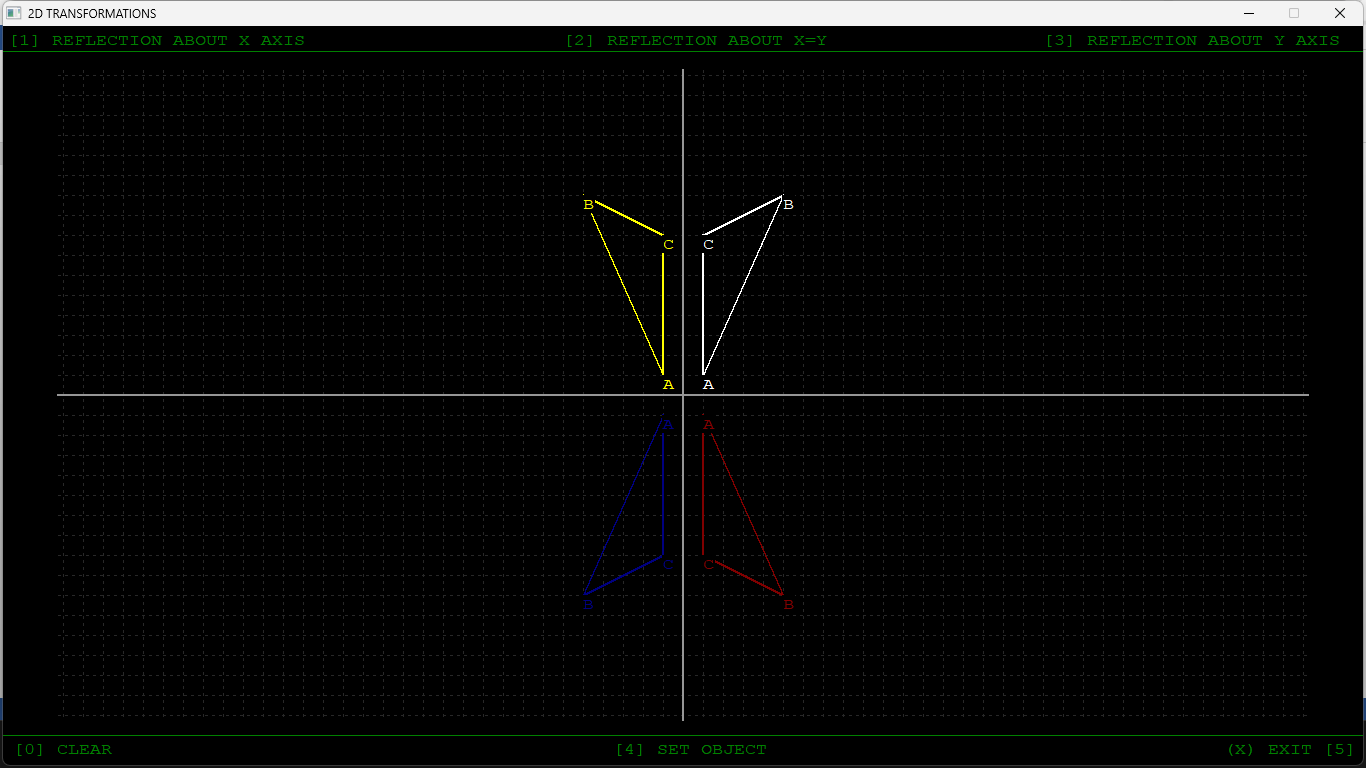 2D TRANSFORMATIONS
[1] REFLECTION ABOUT X AXIS [2] REFLECTION ABOUT X=Y [3] REFLECTION ABOUT Y AXIS
B B
C C
A A
A A
C C
B B
[0] CLEAR [4] SET OBJECT (X) EXIT [5]